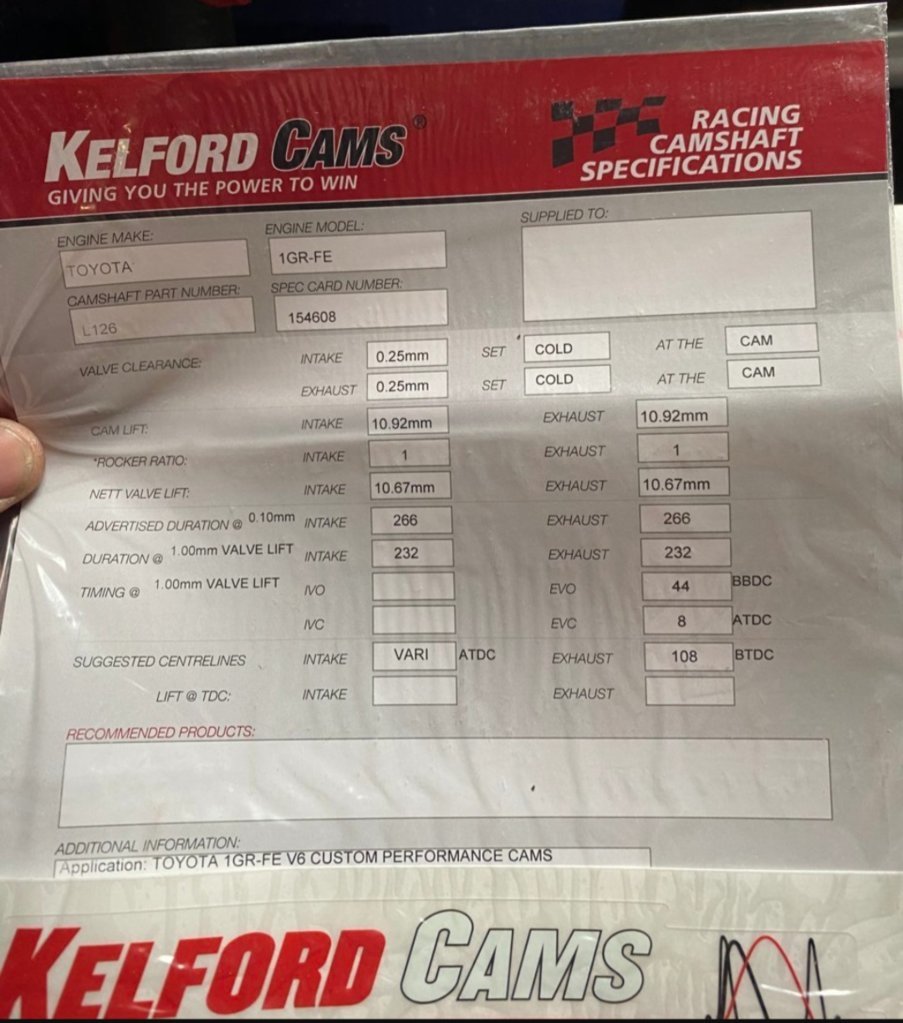 KELFORD CAMS®
GIVING YOU THE POWER TO WIN
RACING
CAMSHAFT
SPECIFICATIONS
ENGINE MAKE:
TOYOTA
ENGINE MODEL:
1GR-FE
SUPPLIED TO:
CAMSHAFT PART NUMBER:
L126
SPEC CARD NUMBER:
154608
VALVE CLEARANCE: INTAKE 0.25mm SET COLD AT THE CAM
EXHAUST 0.25mm SET COLD AT THE CAM
CAM LIFT: INTAKE 10.92mm EXHAUST 10.92mm
*ROCKER RATIO: INTAKE 1 EXHAUST 1
NETT VALVE LIFT: INTAKE 10.67mm EXHAUST 10.67mm
ADVERTISED DURATION @ 0.10mm INTAKE 266 EXHAUST 266
DURATION @ 1.00mm VALVE LIFT INTAKE 232 EXHAUST 232
TIMING @ 1.00mm VALVE LIFT IVO EVO 44 BBDC
IVC EVC 8 ATDC
SUGGESTED CENTRELINES INTAKE VARI ATDC EXHAUST 108 BTDC
LIFT @ TDC: INTAKE EXHAUST
RECOMMENDED PRODUCTS:
ADDITIONAL INFORMATION:
Application: TOYOTA 1GR-FE V6 CUSTOM PERFORMANCE CAMS
KELFORD CAMS